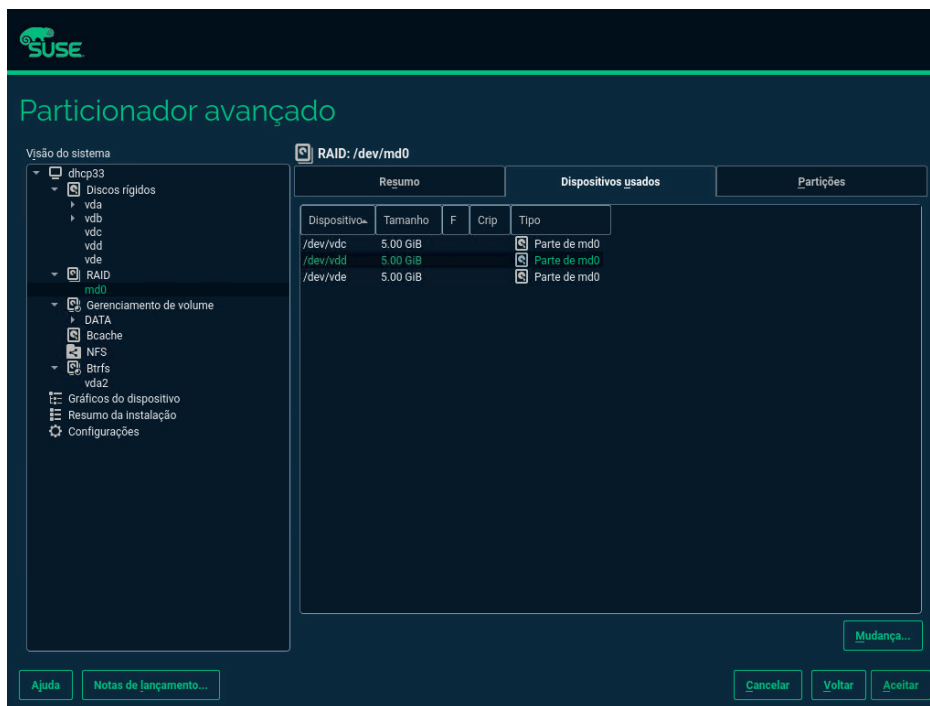 SUSE
Particionador avançado
Visão do sistema
dhcp33
Discos rígidos
vda
vdb
vdc
vdd
vde
RAID
md0
Gerenciamento de volume
DATA
Bcache
NFS
Btrfs
vda2
Gráficos do dispositivo
Resumo da instalação
Configurações
RAID: /dev/md0
Resumo Dispositivos usados Partições
Dispositivo Tamanho F Crip Tipo
/dev/vdc 5.00 GiB Parte de md0
/dev/vdd 5.00 GiB Parte de md0
/dev/vde 5.00 GiB Parte de md0
Mudança...
Ajuda Notas de lançamento... Cancelar Voltar Aceitar